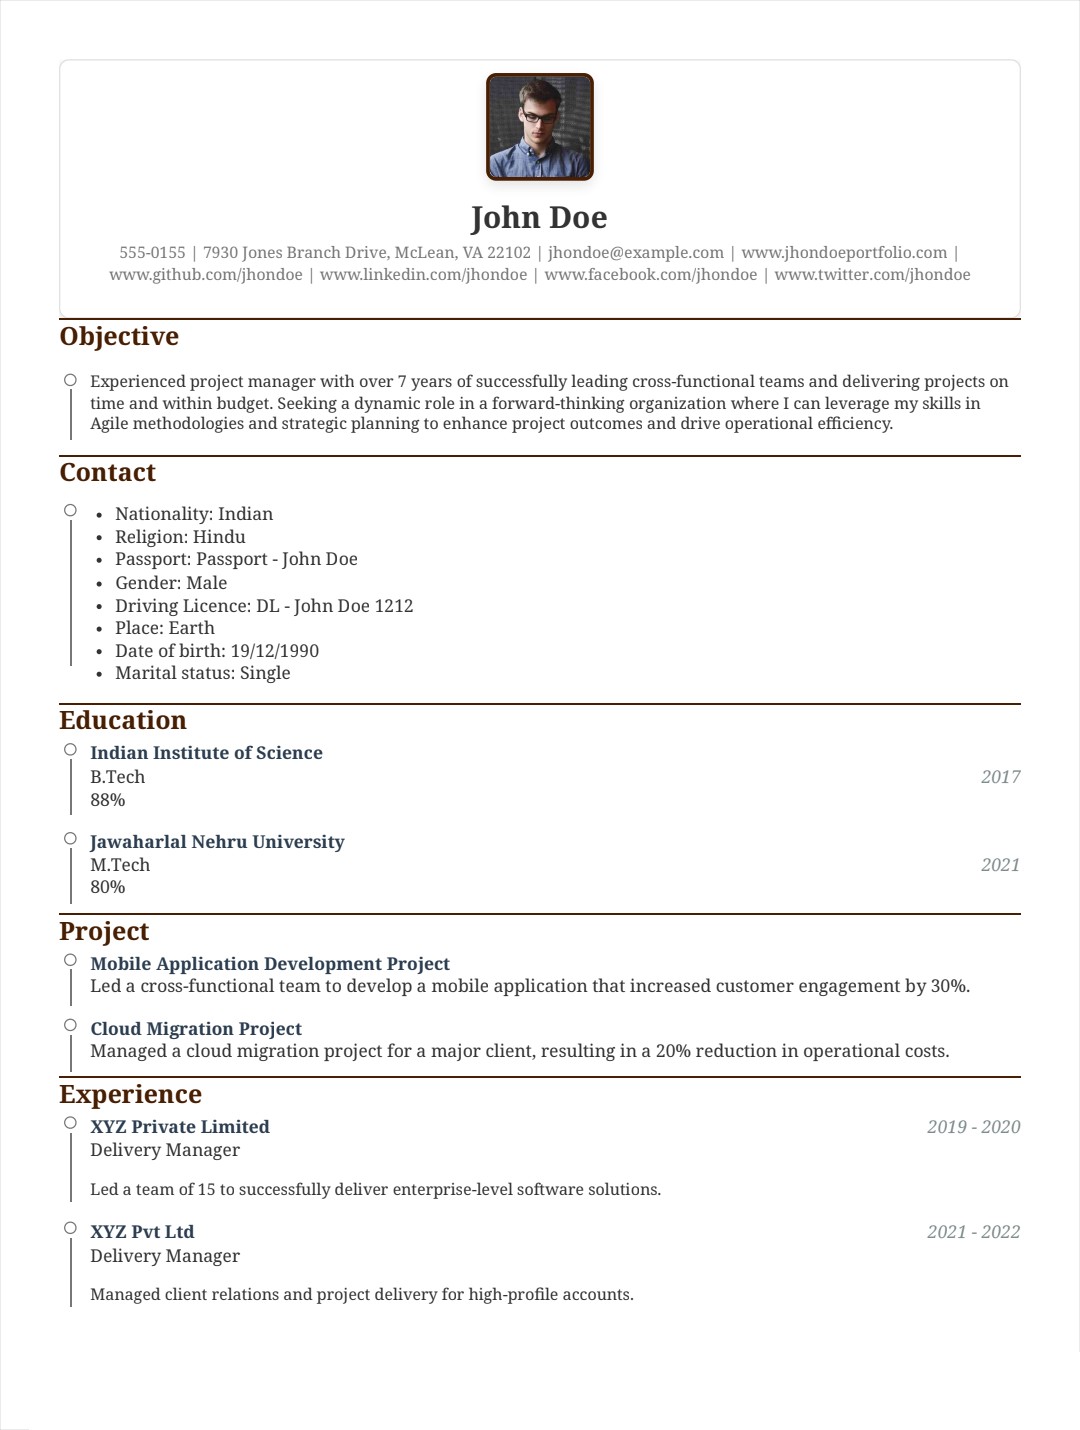 John Doe
555-0155 | 7930 Jones Branch Drive, McLean, VA 22102 | jhondoe@example.com | www.jhondoeportfolio.com |
www.github.com/jhondoe | www.linkedin.com/jhondoe | www.facebook.com/jhondoe | www.twitter.com/jhondoe
Objective
Experienced project manager with over 7 years of successfully leading cross-functional teams and delivering projects on
time and within budget. Seeking a dynamic role in a forward-thinking organization where I can leverage my skills in
Agile methodologies and strategic planning to enhance project outcomes and drive operational efficiency.
Contact
• Nationality: Indian
• Religion: Hindu
• Passport: Passport - John Doe
• Gender: Male
• Driving Licence: DL - John Doe 1212
• Place: Earth
• Date of birth: 19/12/1990
• Marital status: Single
Education
Indian Institute of Science
B.Tech 2017
88%
Jawaharlal Nehru University
M.Tech 2021
80%
Project
Mobile Application Development Project
Led a cross-functional team to develop a mobile application that increased customer engagement by 30%.
Cloud Migration Project
Managed a cloud migration project for a major client, resulting in a 20% reduction in operational costs.
Experience
XYZ Private Limited 2019 - 2020
Delivery Manager
Led a team of 15 to successfully deliver enterprise-level software solutions.
XYZ Pvt Ltd 2021 - 2022
Delivery Manager
Managed client relations and project delivery for high-profile accounts.